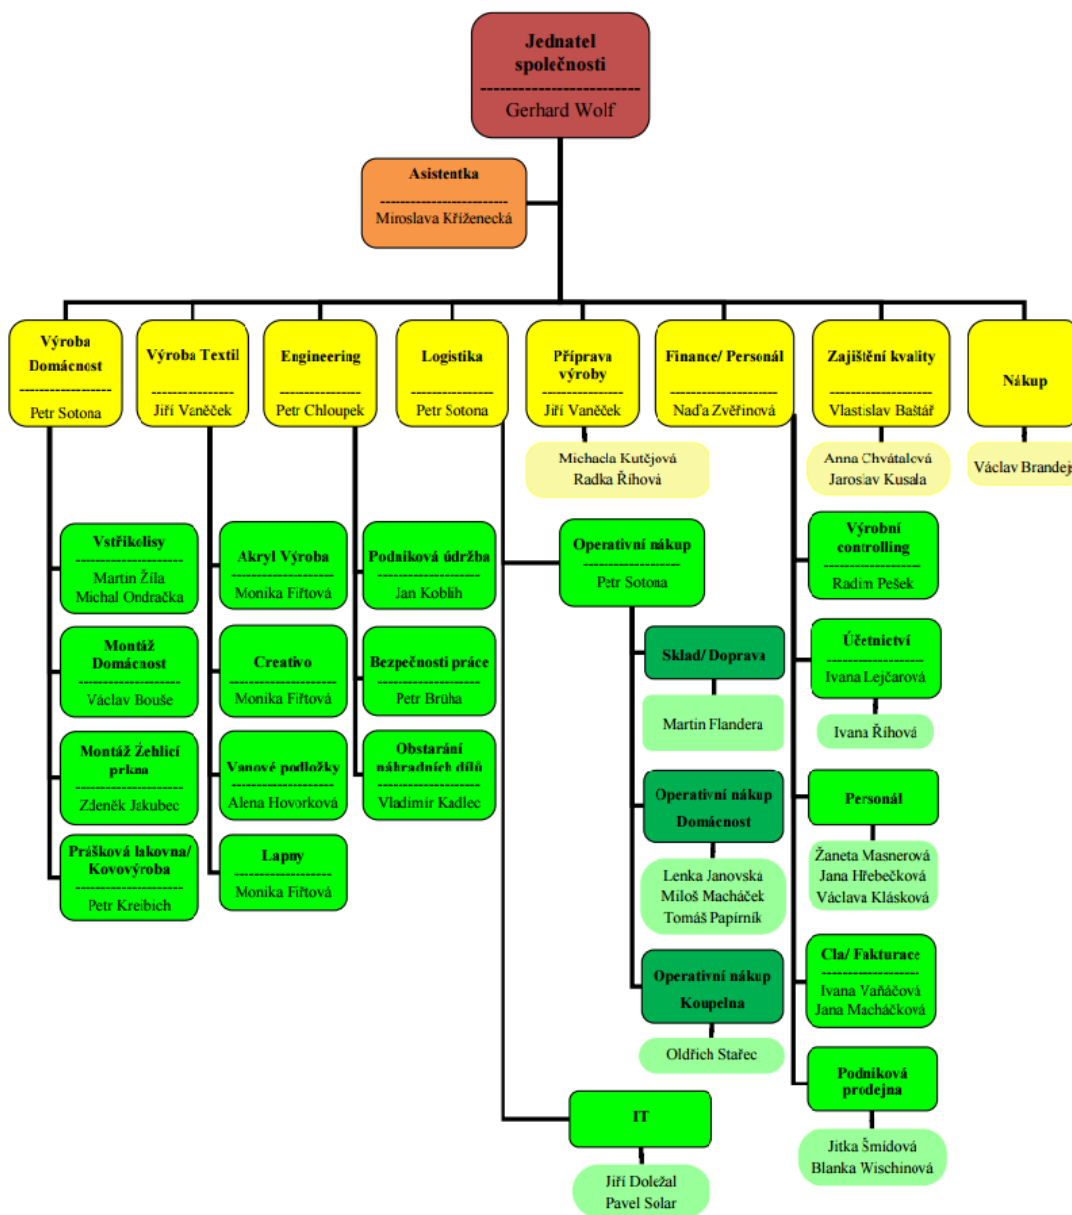 Jednatel
společnosti
-------------------------
Gerhard Wolf
Asistentka
-------------------------
Miroslava Kříženecká
Výroba
Domácnost
-------------------
Petr Sotona
Výroba Textil
-----------------
Jiří Vaněček
Engineering
-----------------
Petr Chloupek
Logistika
-----------------
Petr Sotona
Příprava
výroby
-----------------
Jiří Vaněček
Finance/ Personál
-------------------
Naďa Zvěřinová
Zajištění kvality
-------------------
Vlastislav Baštář
Nákup
Michaela Kutějová
Radka Říhová
Anna Chvátalová
Jaroslav Kusala
Václav Brandejs
Vstřikolisy
---------------------
Martin Žíla
Michal Ondračka
Montáž
Domácnost
--------------------
Václav Bouše
Montáž Žehlicí
prkna
---------------------
Zdeněk Jakubec
Prášková lakovna/
Kovovýroba
---------------------
Petr Kreibich
Akryl Výroba
--------------------
Monika Fiřtová
Creativo
--------------------
Monika Fiřtová
Vanové podložky
--------------------
Alena Hovorková
Lapny
--------------------
Monika Fiřtová
Podniková údržba
--------------------
Jan Koblih
Bezpečnosti práce
--------------------
Petr Brüha
Obstarání
náhradních dílů
--------------------
Vladimír Kadlec
Operativní nákup
-------------------
Petr Sotona
Sklad/ Doprava
Martin Flandera
Operativní nákup
Domácnost
Lenka Janovská
Miloš Macháček
Tomáš Papírník
Operativní nákup
Koupelna
Oldřich Stařec
IT
Jiří Doležal
Pavel Solar
Výrobní
controlling
-------------------
Radim Pešek
Účetnictví
-------------------
Ivana Lejčarová
Ivana Říhová
Personál
Žaneta Masnerová
Jana Hřebečková
Václava Klásková
Cla/ Fakturace
-------------------
Ivana Vaňáčová
Jana Macháčková
Podniková
prodejna
Jitka Šmídová
Blanka Wischinová